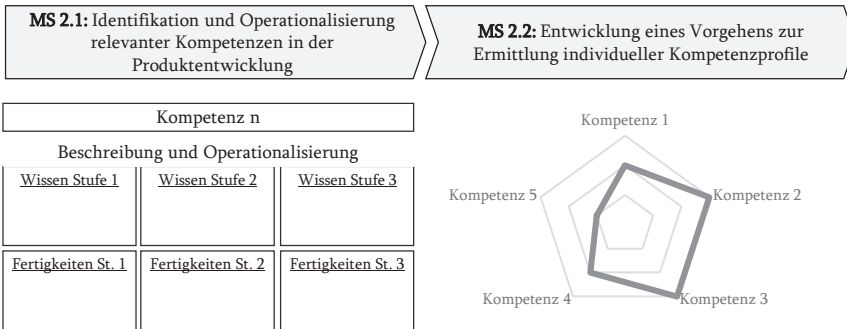 MS 2.1: Identifikation und Operationalisierung
relevanter Kompetenzen in der
Produktentwicklung
MS 2.2: Entwicklung eines Vorgehens zur
Ermittlung individueller Kompetenzprofile
Kompetenz n
Beschreibung und Operationalisierung
Wissen Stufe 1
Wissen Stufe 2
Wissen Stufe 3
Fertigkeiten St. 1
Fertigkeiten St. 2
Fertigkeiten St. 3
Kompetenz 1
Kompetenz 5
Kompetenz 2
Kompetenz 4
Kompetenz 3